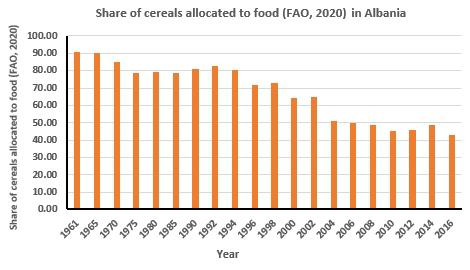 Share of cereals allocated to food (FAO, 2020) in Albania
Share of cereals allocated to food (FAO, 2020)
100.00
90.00
80.00
70.00
60.00
50.00
40.00
30.00
20.00
10.00
0.00
1961 1965 1970 1975 1980 1985 1990 1992 1994 1996 1998 2000 2002 2004 2006 2008 2010 2012 2014 2016
Year